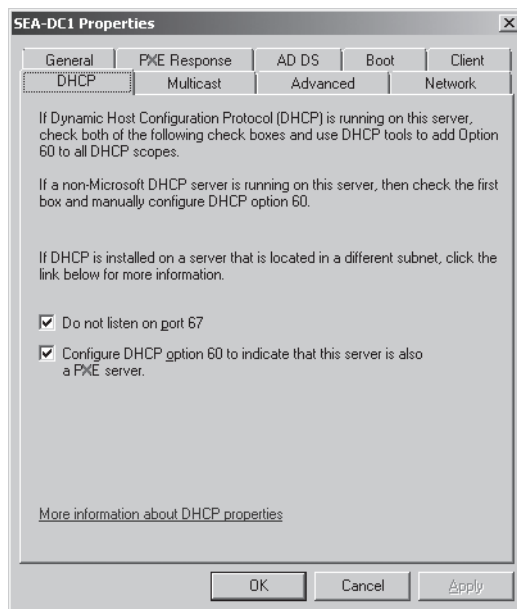 SEA-DC1 Properties
General PXE Response AD DS Boot Client
DHCP Multicast Advanced Network
If Dynamic Host Configuration Protocol (DHCP) is running on this server,
check both of the following check boxes and use DHCP tools to add Option
60 to all DHCP scopes.
If a non-Microsoft DHCP server is running on this server, then check the first
box and manually configure DHCP option 60.
If DHCP is installed on a server that is located in a different subnet, click the
link below for more information.
Do not listen on port 67
Configure DHCP option 60 to indicate that this server is also
a PXE server.
More information about DHCP properties
OK Cancel Apply